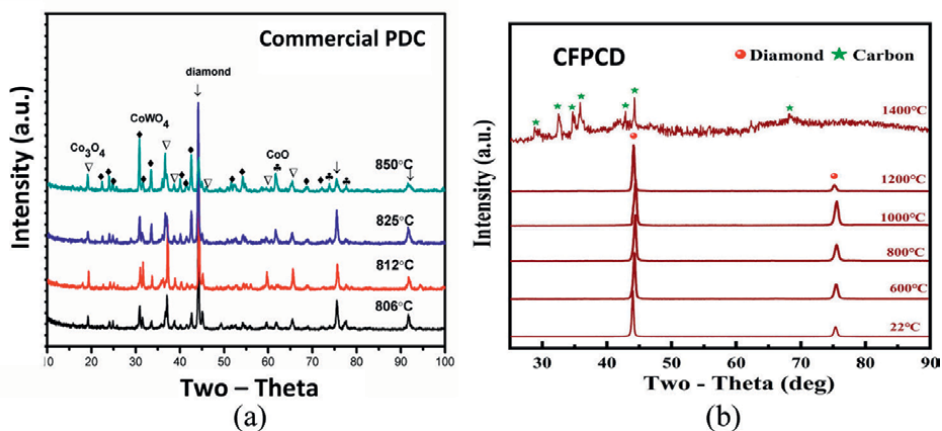 Commercial PDC
diamond
CoWO4
Co3O4
CoO
850°C
825°C
812°C
806°C
Intensity (a.u.)
10 20 30 40 50 60 70 80 90 100
Two – Theta
(a)
CFPCD
Diamond Carbon
1400℃
1200℃
1000℃
800℃
600℃
22℃
Intensity (a.u.)
30 40 50 60 70 80 90
Two - Theta (deg)
(b)